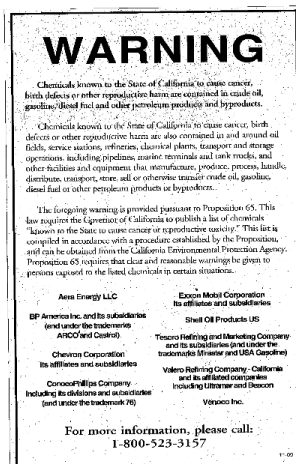 WARNING
Chemicals known to the State of California to cause cancer,
birth defects or other reproductive harm are contained in crude oil,
gasoline, diesel fuel and other petroleum products and byproducts.
Chemicals known to the State of California to cause cancer, birth
defects or other reproductive harm are also contained in and around oil
fields, service stations, refineries, chemical plants, transport and storage
operations, including pipelines, marine terminals and tank trucks, and
other facilities and equipment that manufacture, produce, process, handle,
distribute, transport, store, sell or otherwise transfer crude oil, gasoline,
diesel fuel or other petroleum products or byproducts.
The foregoing warning is provided pursuant to Proposition 65. This
law requires the Governor of California to publish a list of chemicals
"known to the State to cause cancer or reproductive toxicity." This list is
compiled in accordance with a procedure established by the Proposition,
and can be obtained from the California Environmental Protection Agency.
Proposition 65 requires that clear and reasonable warnings be given to
persons exposed to the listed chemicals in certain situations.
Aera Energy LLC
BP America Inc. and its subsidiaries
(and under the trademarks
ARCO and Castrol)
Chevron Corporation
its affiliates and subsidiaries
ConocoPhillips Company
Including its divisions and subsidiaries
(and under the trademark 76)
Exxon Mobil Corporation
Its affiliates and subsidiaries
Shell Oil Products US
Tesoro Refining and Marketing Company
and its subsidiaries (and under the
trademarks Mirastar and USA Gasoline)
Valero Refining Company - California
and its affiliated companies
including Ultramar and Beacon
Venoco Inc.
For more information, please call:
1-800-523-3157
11-09